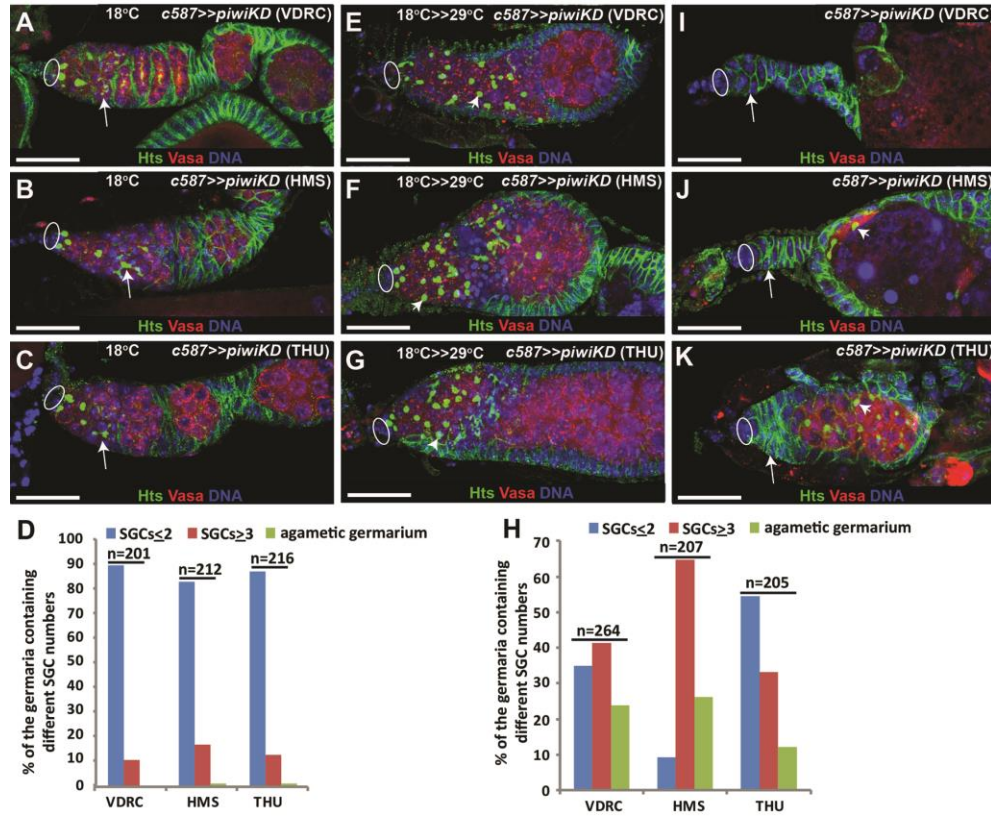 A 18°C c587>>piwiKD (VDRC)
Hts Vasa DNA
B 18°C c587>>piwiKD (HMS)
Hts Vasa DNA
C 18°C c587>>piwiKD (THU)
Hts Vasa DNA
E 18°C>>29°C c587>>piwiKD (VDRC)
Hts Vasa DNA
F 18°C>>29°C c587>>piwiKD (HMS)
Hts Vasa DNA
G 18°C>>29°C c587>>piwiKD (THU)
Hts Vasa DNA
I c587>>piwiKD (VDRC)
Hts Vasa DNA
J c587>>piwiKD (HMS)
Hts Vasa DNA
K c587>>piwiKD (THU)
Hts Vasa DNA
D
SGCs≤2 SGCs≥3 agametic germarium
% of the germaria containing
different SGC numbers
100
90
80
70
60
50
40
30
20
10
0
n=201 n=212 n=216
VDRC HMS THU
H
SGCs≤2 SGCs≥3 agametic germarium
% of the germaria containing
different SGC numbers
70
60
50
40
30
20
10
0
n=264 n=207 n=205
VDRC HMS THU